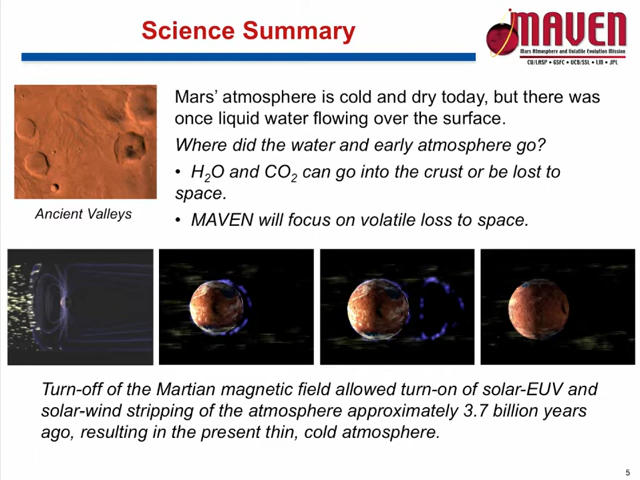 Science Summary
MAVEN
Mars Atmosphere and Volatile Evolution Mission
CU/LASP • GSFC • UCB/SSL • LM • JPL
Mars' atmosphere is cold and dry today, but there was
once liquid water flowing over the surface.
Where did the water and early atmosphere go?
• H2O and CO2 can go into the crust or be lost to
space.
• MAVEN will focus on volatile loss to space.
Ancient Valleys
Turn-off of the Martian magnetic field allowed turn-on of solar-EUV and
solar-wind stripping of the atmosphere approximately 3.7 billion years
ago, resulting in the present thin, cold atmosphere.
5